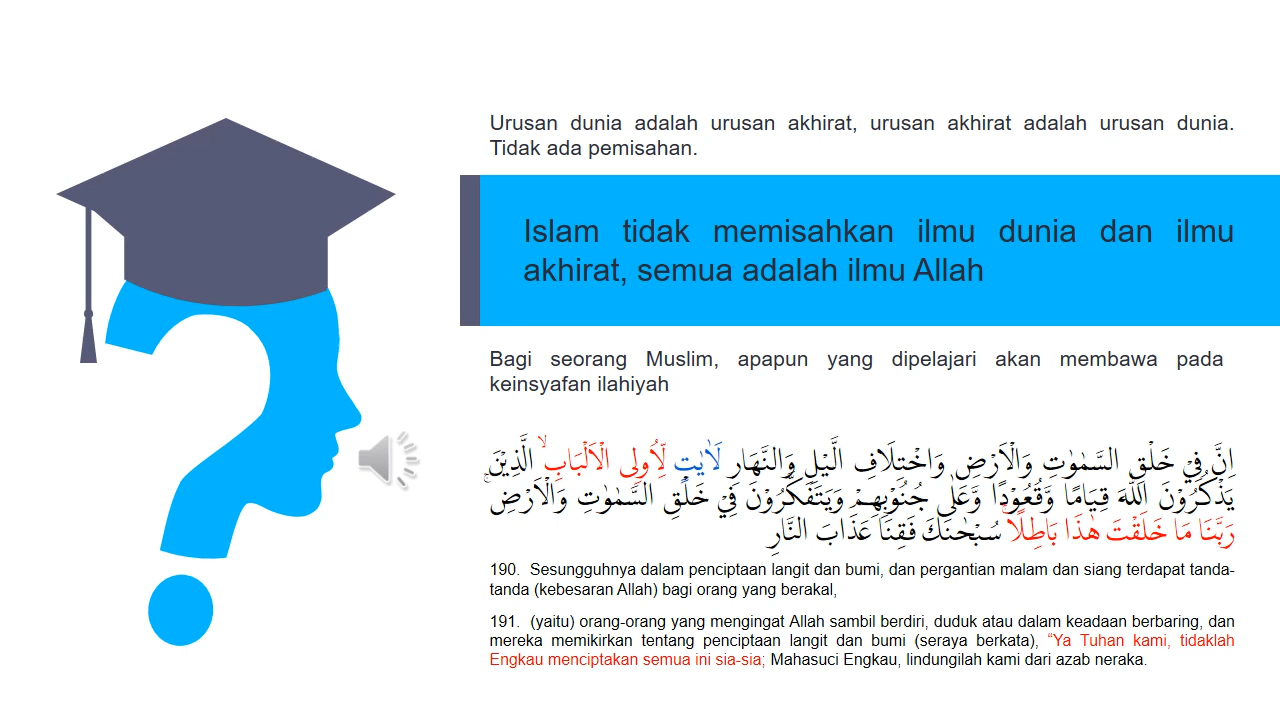 Urusan dunia adalah urusan akhirat, urusan akhirat adalah urusan dunia.
Tidak ada pemisahan.
Islam tidak memisahkan ilmu dunia dan ilmu
akhirat, semua adalah ilmu Allah
Bagi seorang Muslim, apapun yang dipelajari akan membawa pada
keinsyafan ilahiyah
اِنَّ فِيْ خَلْقِ السَّمٰوٰتِ وَالْاَرْضِ وَاخْتِلَافِ الَّيْلِ وَالنَّهَارِ لَاٰيٰتٍ لِّاُولِى الْاَلْبَابِۙ الَّذِيْنَ
يَذْكُرُوْنَ اللّٰهَ قِيَامًا وَّقُعُوْدًا وَّعَلٰى جُنُوْبِهِمْ وَيَتَفَكَّرُوْنَ فِيْ خَلْقِ السَّمٰوٰتِ وَالْاَرْضِۚ
رَبَّنَا مَا خَلَقْتَ هٰذَا بَاطِلًاۚ سُبْحٰنَكَ فَقِنَا عَذَابَ النَّارِ
190. Sesungguhnya dalam penciptaan langit dan bumi, dan pergantian malam dan siang terdapat tanda-
tanda (kebesaran Allah) bagi orang yang berakal,
191. (yaitu) orang-orang yang mengingat Allah sambil berdiri, duduk atau dalam keadaan berbaring, dan
mereka memikirkan tentang penciptaan langit dan bumi (seraya berkata), “Ya Tuhan kami, tidaklah
Engkau menciptakan semua ini sia-sia; Mahasuci Engkau, lindungilah kami dari azab neraka.